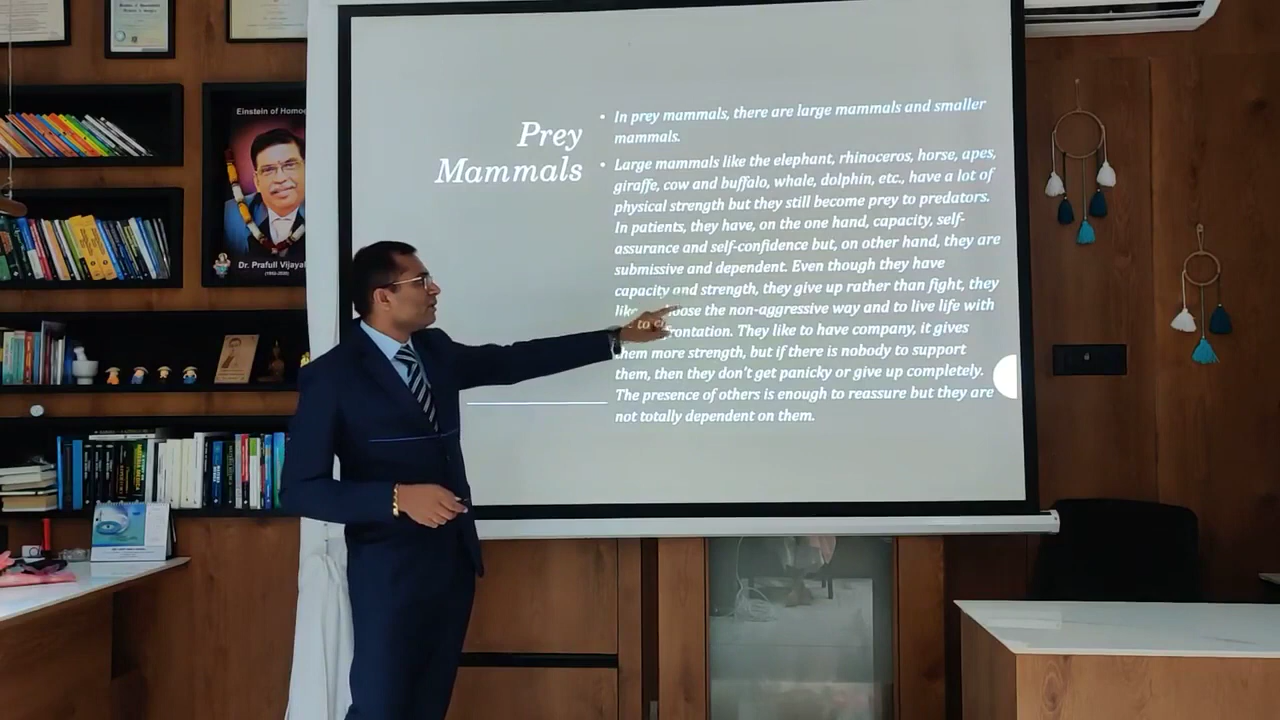 Einstein of Homoe
Dr. Prafull Vijayal
Prey
Mammals
• In prey mammals, there are large mammals and smaller
mammals.
• Large mammals like the elephant, rhinoceros, horse, apes,
giraffe, cow and buffalo, whale, dolphin, etc., have a lot of
physical strength but they still become prey to predators.
In patients, they have, on the one hand, capacity, self-
assurance and self-confidence but, on other hand, they are
submissive and dependent. Even though they have
capacity and strength, they give up rather than fight, they
oose the non-aggressive way and to live life with
frontation. They like to have company, it gives
them more strength, but if there is nobody to support
them, then they don't get panicky or give up completely.
The presence of others is enough to reassure but they are
not totally dependent on them.